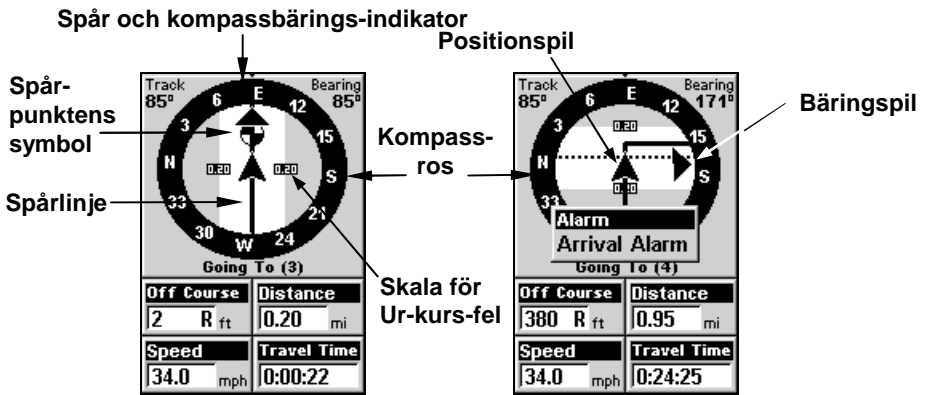 Spår och kompassbärings-indikator
Positionspil
Spår-
punktens
symbol
Spårlinje
Kompass-
ros
Bäringspil
Skala för
Ur-kurs-fel
Track
85°
Bearing
85°
E
12
15
S
21
24
W
30
33
N
3
6
0.20
0.20
Going To (3)
Off Course
2 R ft
Distance
0.20 mi
Speed
34.0 mph
Travel Time
0:00:22
Track
85°
Bearing
171°
E
12
15
S
33
N
3
6
0.20
0.20
Alarm
Arrival Alarm
Going To (4)
Off Course
380 R ft
Distance
0.95 mi
Speed
34.0 mph
Travel Time
0:24:25